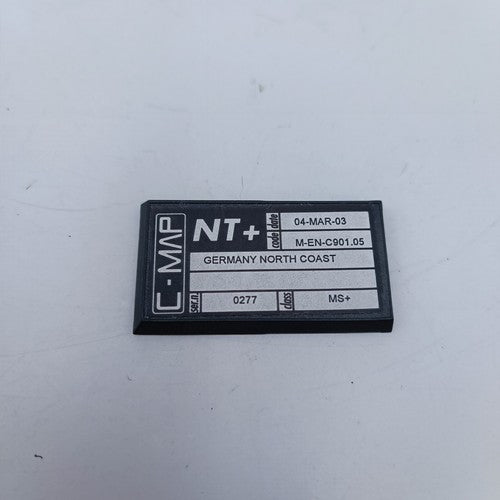 C-MAP
NT+
date 04-MAR-03
code M-EN-C901.05
GERMANY NORTH COAST
ser.n 0277 class MS+